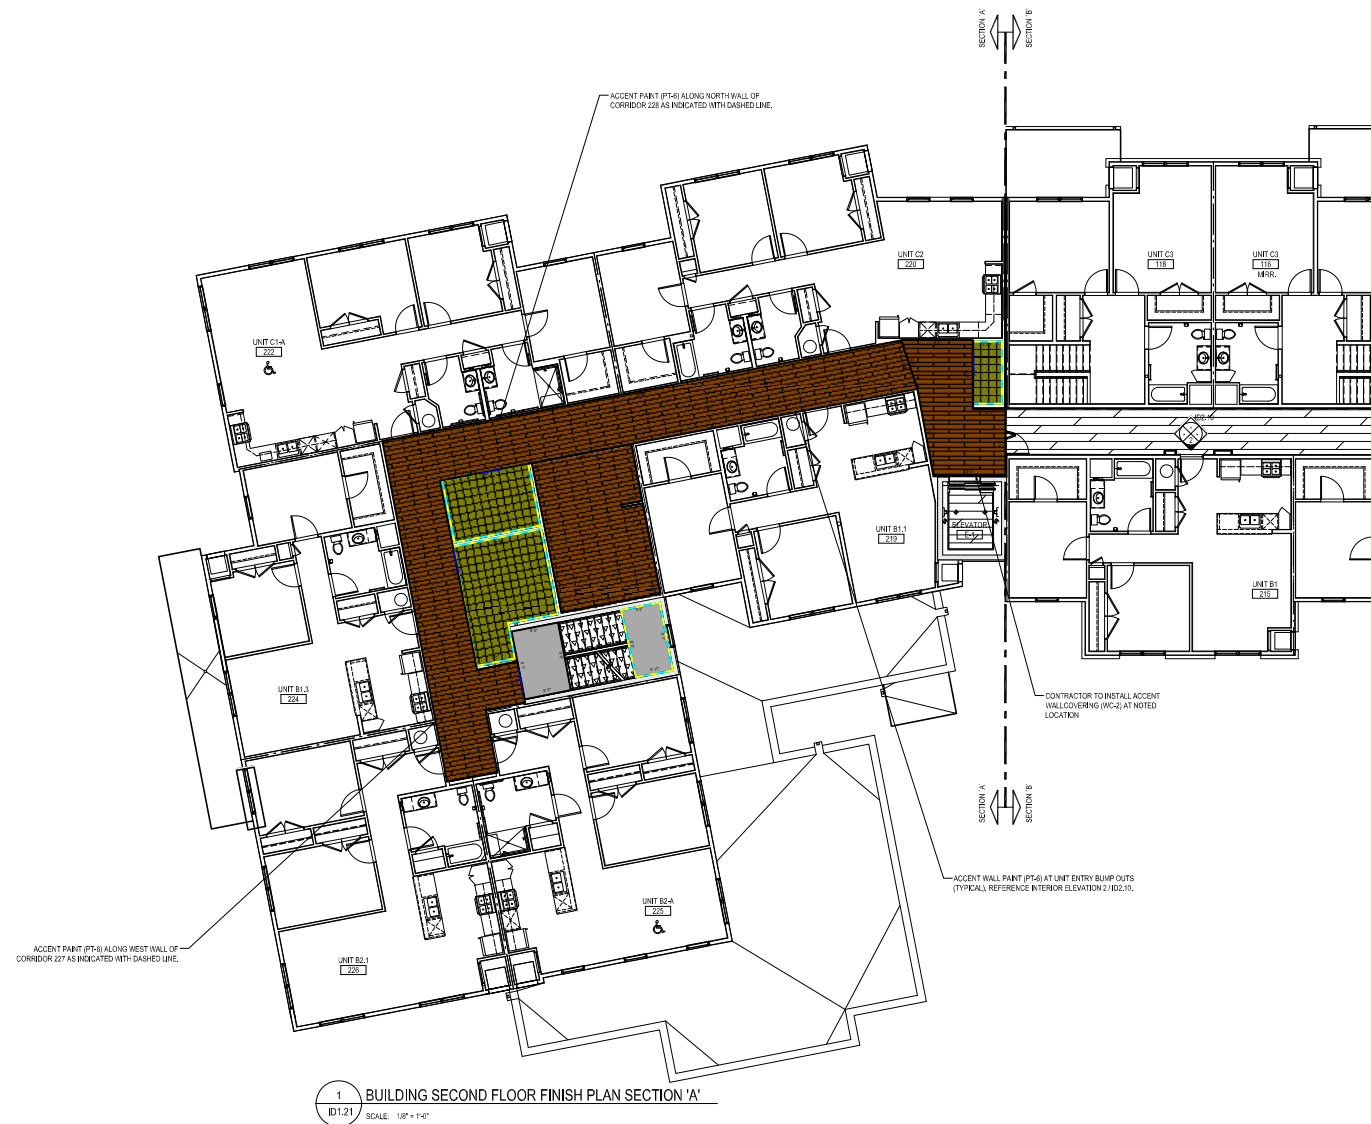 SECTION 'A'
SECTION 'B'
ACCENT PAINT (PT-6) ALONG NORTH WALL OF
CORRIDOR 228 AS INDICATED WITH DASHED LINE.
UNIT C2
220
UNIT C3
118
UNIT C3
116
MIRR.
UNIT C1-A
222
ID2.10
2
UNIT B1.1
219
ELEVATOR
E-1
UNIT B1
215
UNIT B1.3
224
CONTRACTOR TO INSTALL ACCENT
WALLCOVERING (WC-2) AT NOTED
LOCATION
SECTION 'A'
SECTION 'B'
ACCENT WALL PAINT (PT-6) AT UNIT ENTRY BUMP OUTS
(TYPICAL). REFERENCE INTERIOR ELEVATION 2 / ID2.10.
UNIT B2-A
225
ACCENT PAINT (PT-6) ALONG WEST WALL OF
CORRIDOR 227 AS INDICATED WITH DASHED LINE.
UNIT B2.1
226
1
ID1.21
BUILDING SECOND FLOOR FINISH PLAN SECTION 'A'
SCALE: 1/8" = 1'-0"